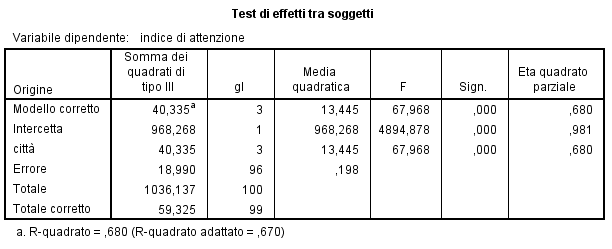 Test di effetti tra soggetti
Variabile dipendente: indice di attenzione
Origine Somma dei quadrati di tipo III gl Media quadratica F Sign. Eta quadrato parziale
Modello corretto 40,335a 3 13,445 67,968 ,000 ,680
Intercetta 968,268 1 968,268 4894,878 ,000 ,981
città 40,335 3 13,445 67,968 ,000 ,680
Errore 18,990 96 ,198
Totale 1036,137 100
Totale corretto 59,325 99
a. R-quadrato = ,680 (R-quadrato adattato = ,670)